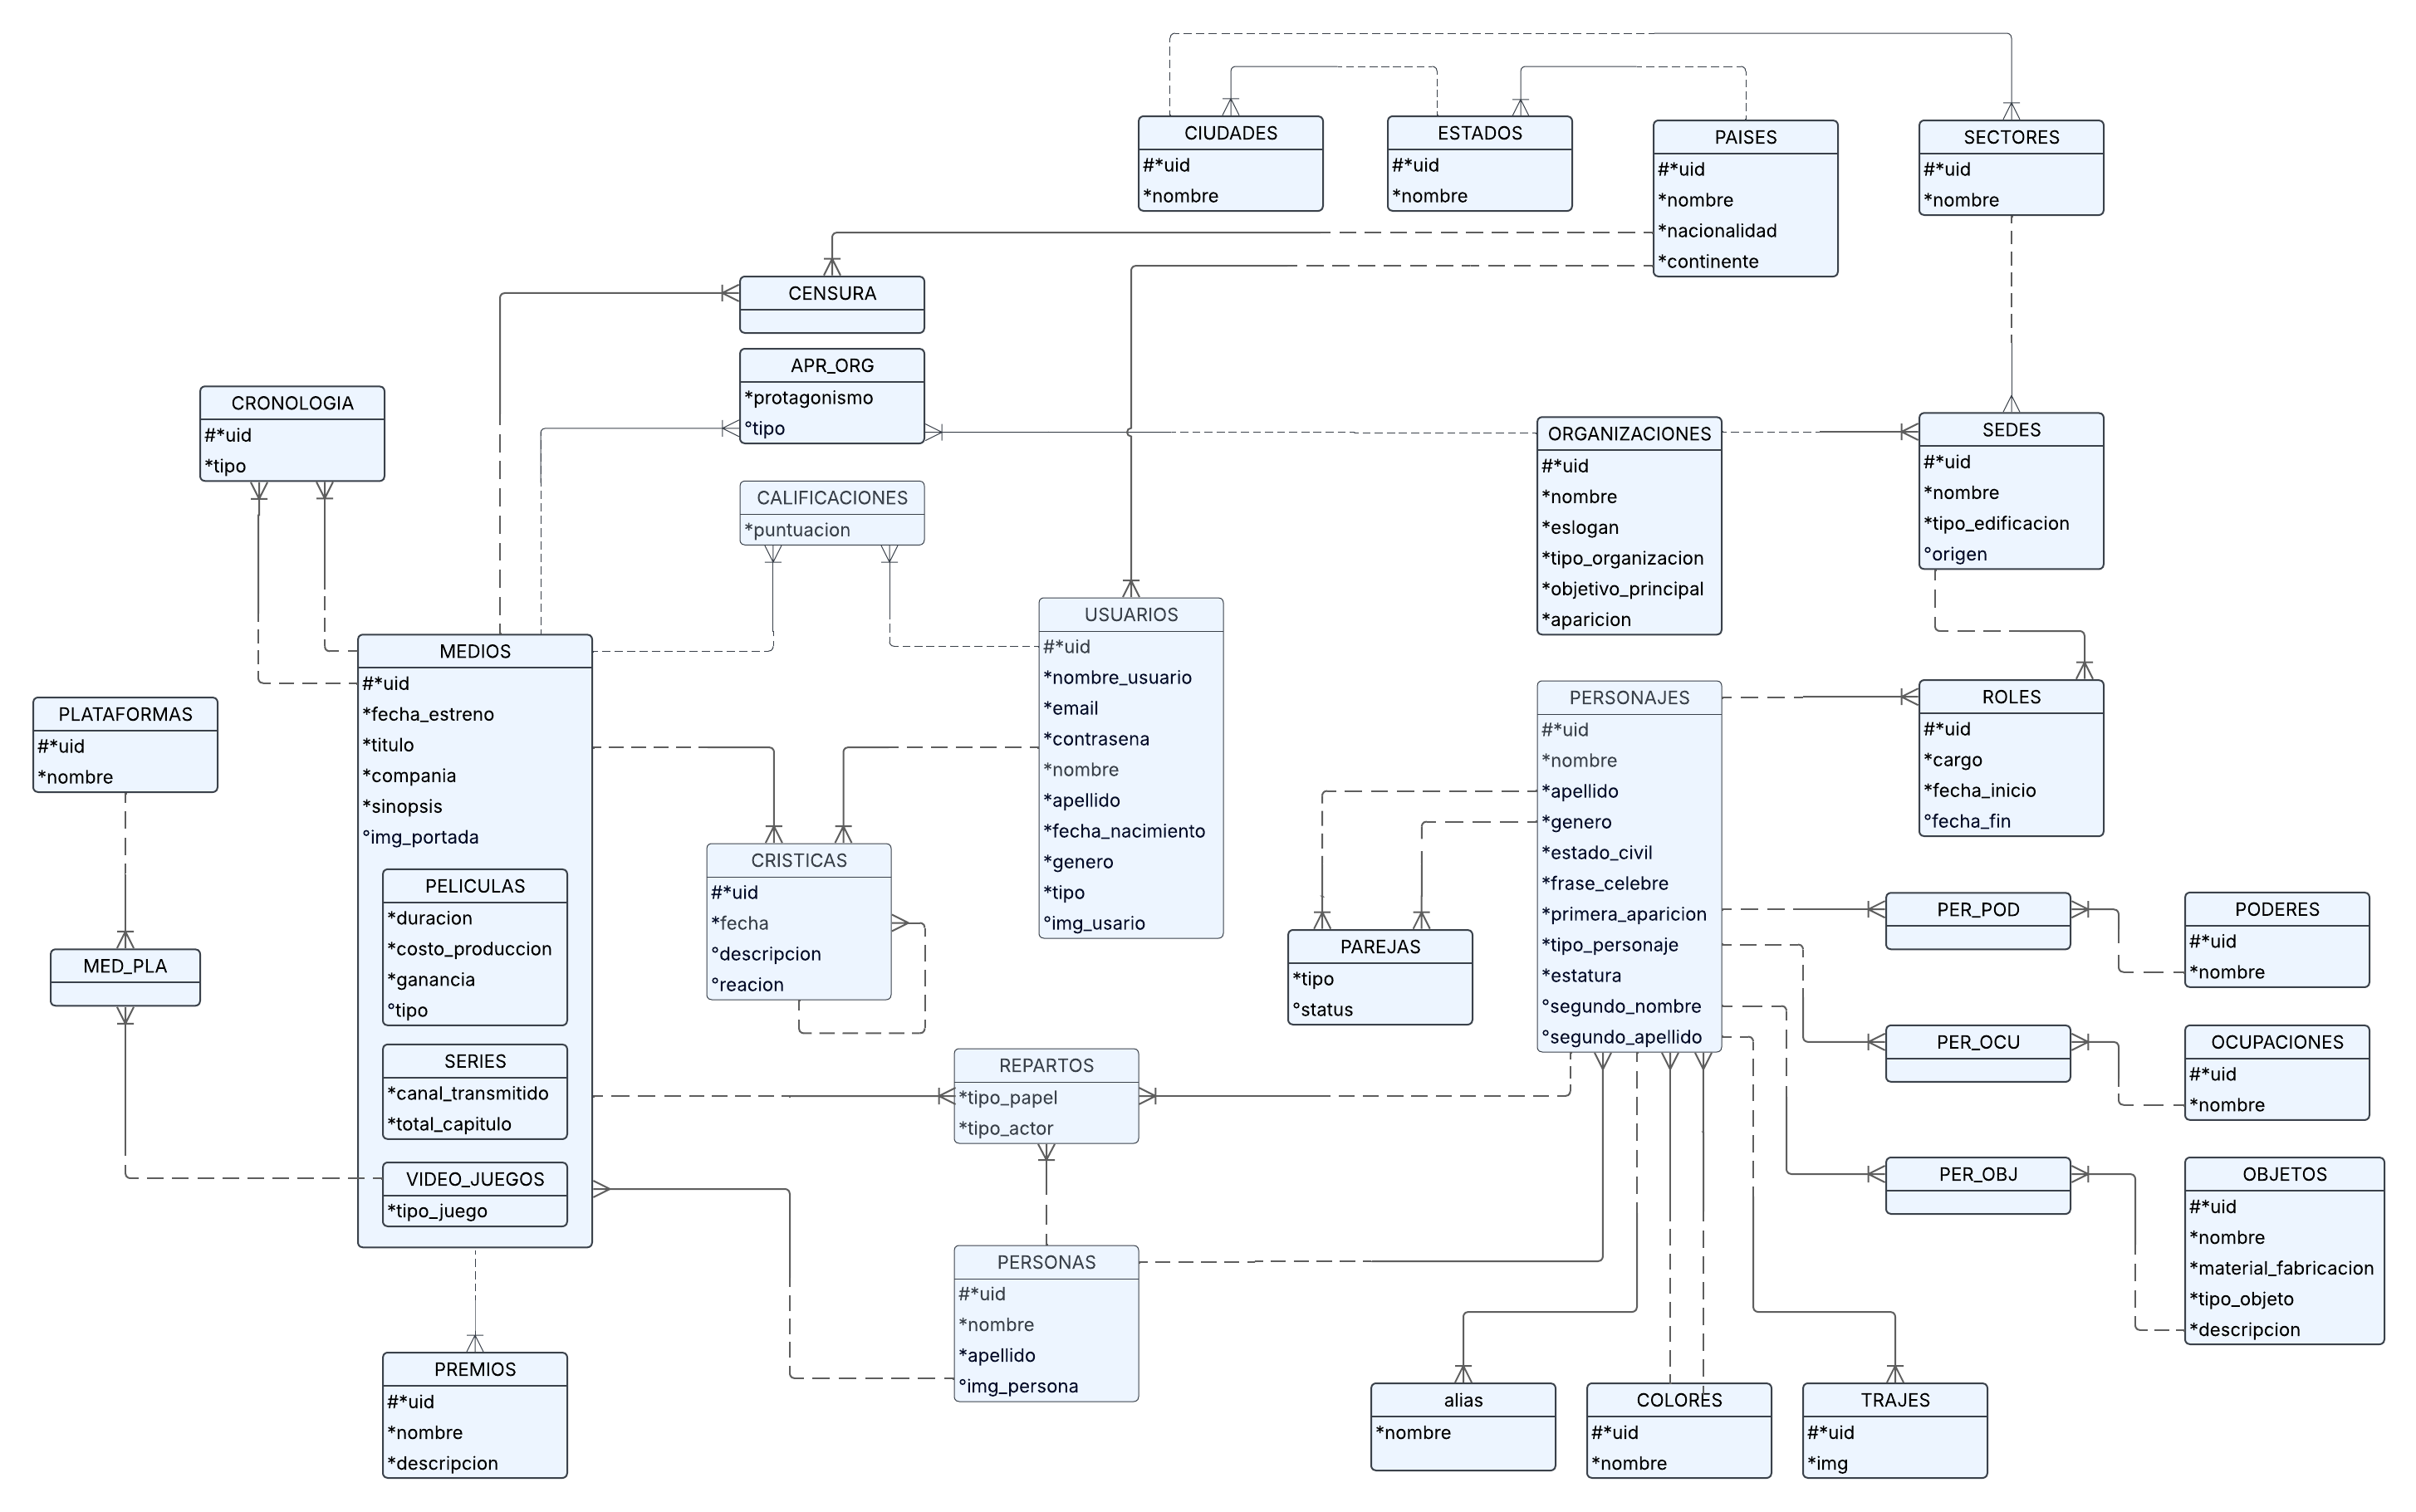 CIUDADES
#*uid
*nombre
ESTADOS
#*uid
*nombre
PAISES
#*uid
*nombre
*nacionalidad
*continente
SECTORES
#*uid
*nombre
CENSURA
APR_ORG
*protagonismo
°tipo
CRONOLOGIA
#*uid
*tipo
ORGANIZACIONES
#*uid
*nombre
*eslogan
*tipo_organizacion
*objetivo_principal
*aparicion
SEDES
#*uid
*nombre
*tipo_edificacion
°origen
CALIFICACIONES
*puntuacion
USUARIOS
#*uid
*nombre_usuario
*email
*contrasena
*nombre
*apellido
*fecha_nacimiento
*genero
*tipo
°img_usario
MEDIOS
#*uid
*fecha_estreno
*titulo
*compania
*sinopsis
°img_portada
PELICULAS
*duracion
*costo_produccion
*ganancia
°tipo
SERIES
*canal_transmitido
*total_capitulo
VIDEO_JUEGOS
*tipo_juego
PLATAFORMAS
#*uid
*nombre
MED_PLA
CRISTICAS
#*uid
*fecha
°descripcion
°reacion
PERSONAJES
#*uid
*nombre
*apellido
*genero
*estado_civil
*frase_celebre
*primera_aparicion
*tipo_personaje
*estatura
°segundo_nombre
°segundo_apellido
ROLES
#*uid
*cargo
*fecha_inicio
°fecha_fin
PAREJAS
*tipo
°status
PER_POD
PODERES
#*uid
*nombre
PER_OCU
OCUPACIONES
#*uid
*nombre
PER_OBJ
OBJETOS
#*uid
*nombre
*material_fabricacion
*tipo_objeto
*descripcion
REPARTOS
*tipo_papel
*tipo_actor
PERSONAS
#*uid
*nombre
*apellido
°img_persona
PREMIOS
#*uid
*nombre
*descripcion
alias
*nombre
COLORES
#*uid
*nombre
TRAJES
#*uid
*img